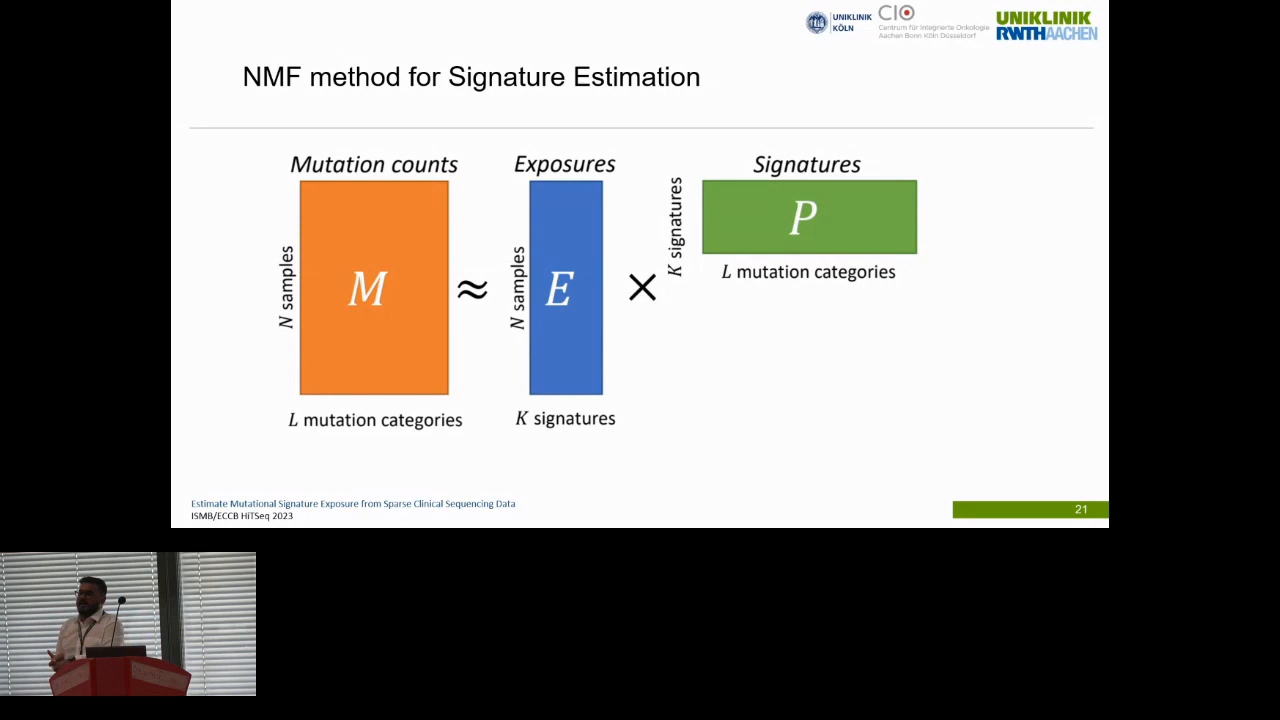 UNIKLINIK
KÖLN
CIO
Centrum für Integrierte Onkologie
Aachen Bonn Köln Düsseldorf
UNIKLINIK
RWTHAACHEN
NMF method for Signature Estimation
Mutation counts
Exposures
Signatures
N samples
M
≈
N samples
E
×
K signatures
P
L mutation categories
L mutation categories
K signatures
Estimate Mutational Signature Exposure from Sparse Clinical Sequencing Data
ISMB/ECCB HiTSeq 2023
21